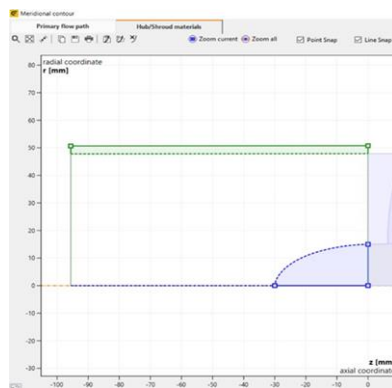 Meridional contour
Primary flow path
Hub/Shroud materials
Zoom current
Zoom all
Point Snap
Line Snap
radial coordinate
r [mm]
80
70
60
50
40
30
20
10
0
-10
-20
-30
-100 -90 -80 -70 -60 -50 -40 -30 -20 -10 0
z [mm
axial coordinate